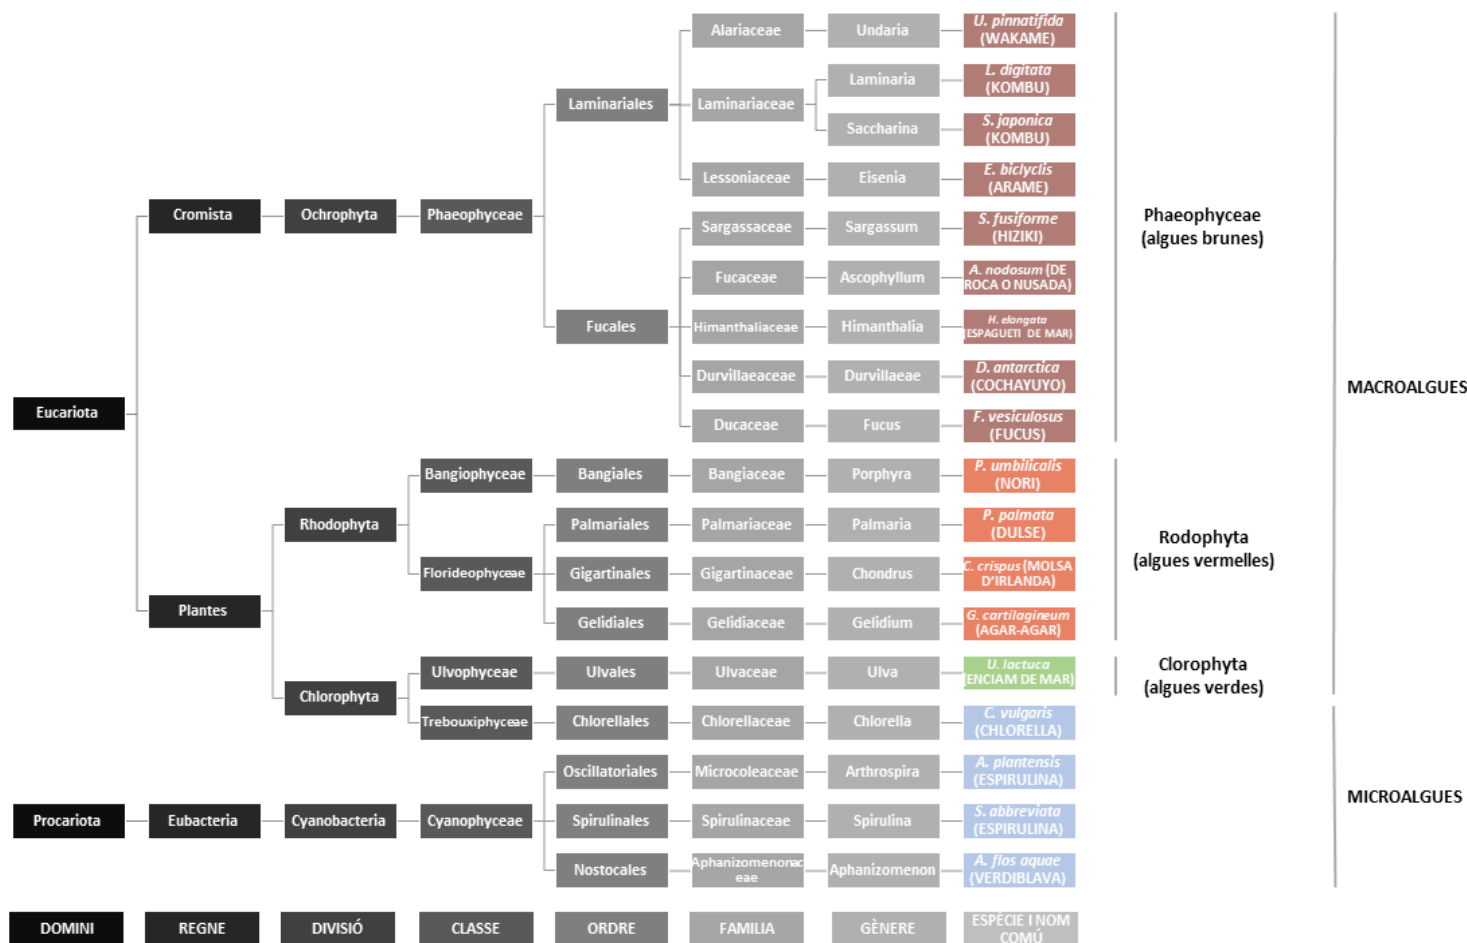 Alariaceae
Undaria
U. pinnatifida
(WAKAME)
Laminariales
Laminariaceae
Laminaria
L. digitata
(KOMBU)
Saccharina
S. japonica
(KOMBU)
Lessoniaceae
Eisenia
E. biclyclis
(ARAME)
Cromista
Ochrophyta
Phaeophyceae
Sargassaceae
Sargassum
S. fusiforme
(HIZIKI)
Phaeophyceae
(algues brunes)
Fucaceae
Ascophyllum
A. nodosum (DE
ROCA O NUSADA)
Fucales
Himanthaliaceae
Himanthalia
H. elongata
(ESPAGUETI DE MAR)
Durvillaeaceae
Durvillaeae
D. antarctica
(COCHAYUYO)
MACROALGUES
Eucariota
Ducaceae
Fucus
F. vesiculosus
(FUCUS)
Bangiophyceae
Bangiales
Bangiaceae
Porphyra
P. umbilicalis
(NORI)
Rhodophyta
Palmariales
Palmariaceae
Palmaria
P. palmata
(DULSE)
Rodophyta
(algues vermelles)
Florideophyceae
Gigartinales
Gigartinaceae
Chondrus
C. crispus (MOLSA
D'IRLANDA)
Plantes
Gelidiales
Gelidiaceae
Gelidium
G. cartilagineum
(AGAR-AGAR)
Chlorophyta
Ulvophyceae
Ulvales
Ulvaceae
Ulva
U. lactuca
(ENCIAM DE MAR)
Clorophyta
(algues verdes)
Trebouxiphyceae
Chlorellales
Chlorellaceae
Chlorella
C. vulgaris
(CHLORELLA)
Oscillatoriales
Microcoleaceae
Arthrospira
A. plantensis
(ESPIRULINA)
MICROALGUES
Procariota
Eubacteria
Cyanobacteria
Cyanophyceae
Spirulinales
Spirulinaceae
Spirulina
S. abbreviata
(ESPIRULINA)
Nostocales
Aphanizomenonac
eae
Aphanizomenon
A. flos aquae
(VERDIBLAVA)
DOMINI
REGNE
DIVISIÓ
CLASSE
ORDRE
FAMILIA
GÈNERE
ESPÈCIE I NOM
COMÚ